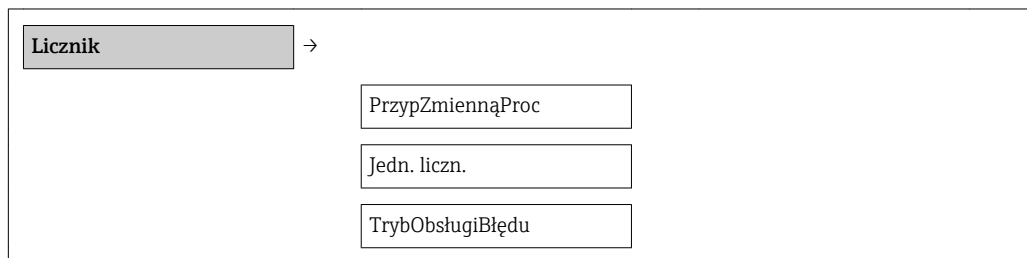 Licznik →
PrzypZmiennąProc
Jedn. liczn.
TrybObsługiBłędu